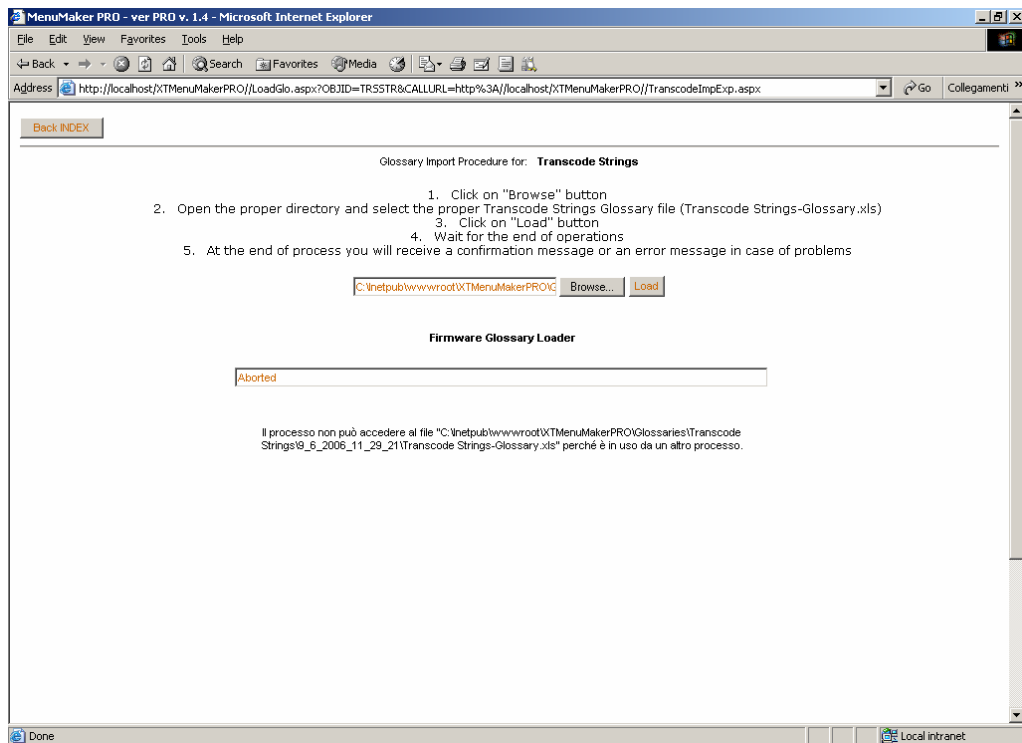 MenuMaker PRO - ver PRO v. 1.4 - Microsoft Internet Explorer
File Edit View Favorites Tools Help
Back Search Favorites Media
Address http://localhost/XTMenuMakerPRO//LoadGlo.aspx?OBJID=TRSSTR&CALLURL=http%3A//localhost/XTMenuMakerPRO//TranscodeImpExp.aspx Go Collegamenti »
Back INDEX
Glossary Import Procedure for: Transcode Strings
1. Click on "Browse" button
2. Open the proper directory and select the proper Transcode Strings Glossary file (Transcode Strings-Glossary.xls)
3. Click on "Load" button
4. Wait for the end of operations
5. At the end of process you will receive a confirmation message or an error message in case of problems
C:\Inetpub\wwwroot\XTMenuMakerPRO\G Browse... Load
Firmware Glossary Loader
Aborted
Il processo non può accedere al file "C:\Inetpub\wwwroot\XTMenuMakerPRO\Glossaries\Transcode
Strings\9_6_2006_11_29_21\Transcode Strings-Glossary.xls" perché è in uso da un altro processo.
Done Local intranet